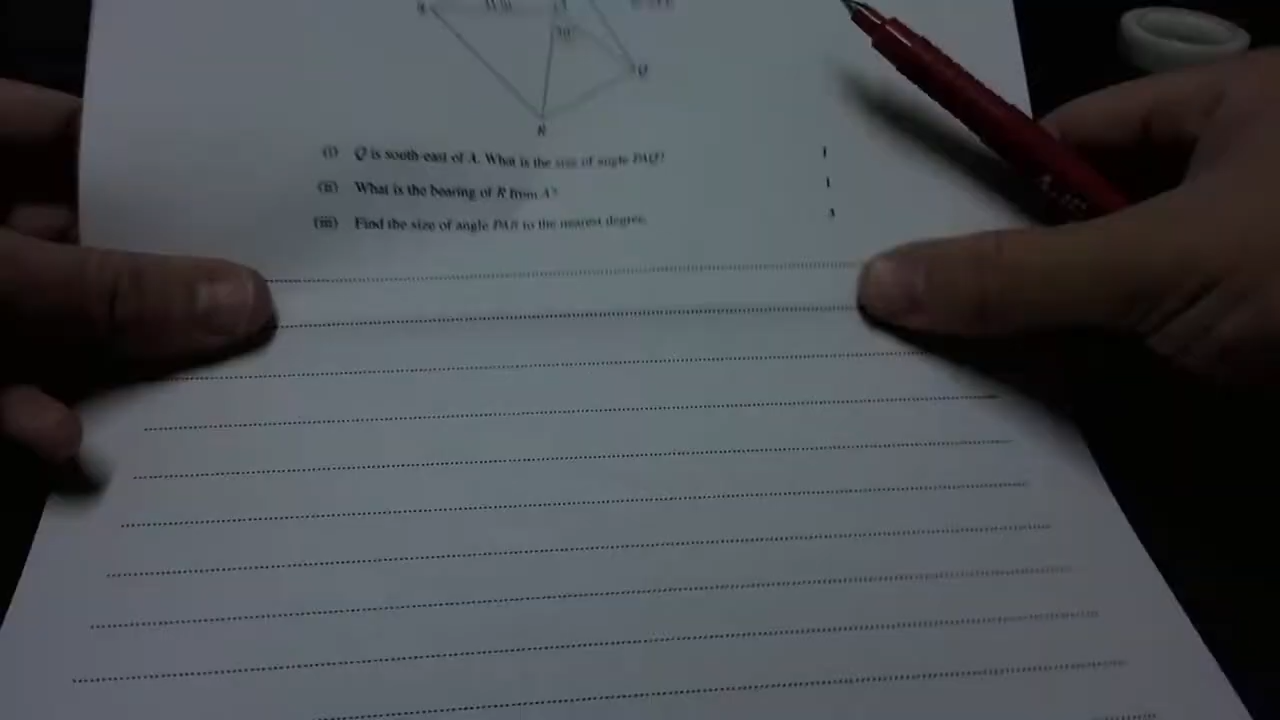 Q
R
(i) Q is south-east of A. What is the size of angle PAQ? 1
(ii) What is the bearing of R from A? 1
(iii) Find the size of angle to the nearest degree. 3